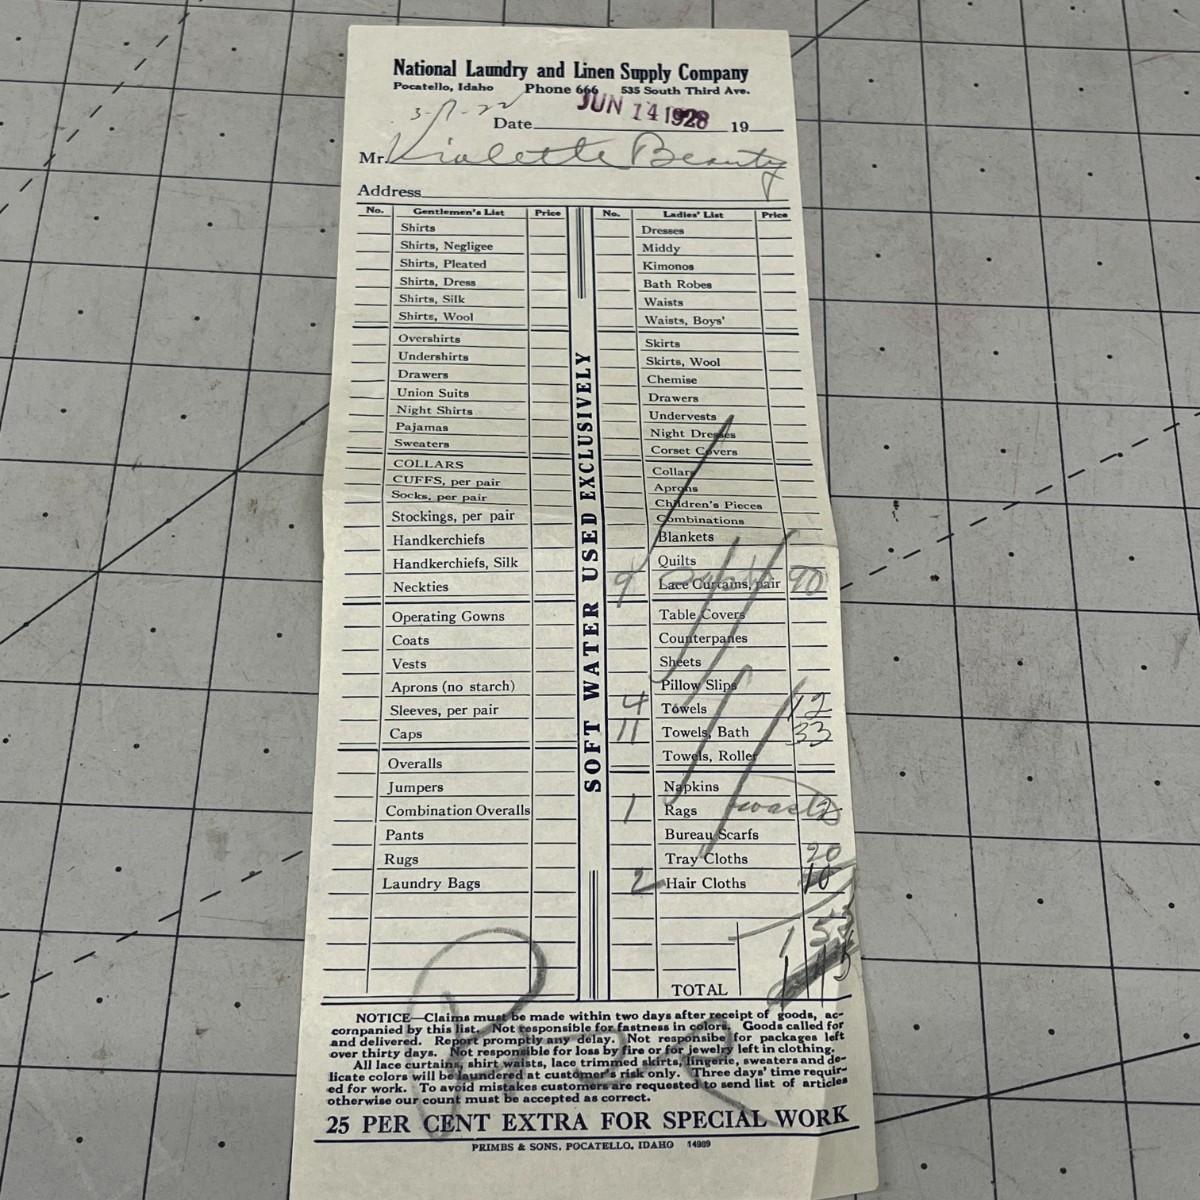 National Laundry and Linen Supply Company
Pocatello, Idaho Phone 666 535 South Third Ave.
JUN 14 1928
Date 19
Mr. Violette Beauty
Address
No. Gentlemen's List Price
Shirts
Shirts, Negligee
Shirts, Pleated
Shirts, Dress
Shirts, Silk
Shirts, Wool
Overshirts
Undershirts
Drawers
Union Suits
Night Shirts
Pajamas
Sweaters
COLLARS
CUFFS, per pair
Socks, per pair
Stockings, per pair
Handkerchiefs
Handkerchiefs, Silk
Neckties
Operating Gowns
Coats
Vests
Aprons (no starch)
Sleeves, per pair
Caps
Overalls
Jumpers
Combination Overalls
Pants
Rugs
Laundry Bags
SOFT WATER USED EXCLUSIVELY
No. Ladies' List Price
Dresses
Middy
Kimonos
Bath Robes
Waists
Waists, Boys'
Skirts
Skirts, Wool
Chemise
Drawers
Undervests
Night Dresses
Corset Covers
Collars
Aprons
Children's Pieces
Combinations
Blankets
Quilts
9 Lace Curtains, pair 90
Table Covers
Counterpanes
Sheets
Pillow Slips
4 Towels 12
11 Towels, Bath 33
Towels, Roller
Napkins
1 Rags
Bureau Scarfs
Tray Cloths 20
2 Hair Cloths 10
TOTAL
NOTICE—Claims must be made within two days after receipt of goods, ac-
companied by this list. Not responsible for fastness in colors. Goods called for
and delivered. Report promptly any delay. Not responsibe for packages left
over thirty days. Not responsible for loss by fire or for jewelry left in clothing.
All lace curtains, shirt waists, lace trimmed skirts, lingerie, sweaters and de-
licate colors will be laundered at customer's risk only. Three days' time requir-
ed for work. To avoid mistakes customers are requested to send list of articles
otherwise our count must be accepted as correct.
25 PER CENT EXTRA FOR SPECIAL WORK
PRIMBS & SONS, POCATELLO, IDAHO 14989